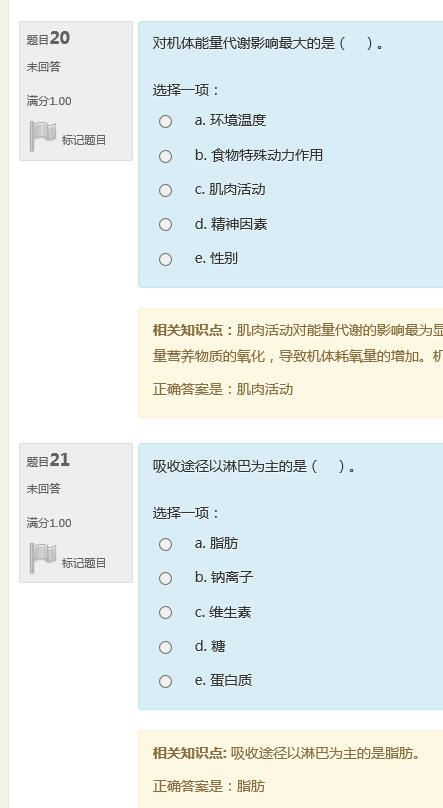 题目20
未回答
满分1.00
标记题目
对机体能量代谢影响最大的是（ ）。
选择一项：
a. 环境温度
b. 食物特殊动力作用
c. 肌肉活动
d. 精神因素
e. 性别
相关知识点：肌肉活动对能量代谢的影响最为显
量营养物质的氧化，导致机体耗氧量的增加。机
正确答案是：肌肉活动
题目21
未回答
满分1.00
标记题目
吸收途径以淋巴为主的是（ ）。
选择一项：
a. 脂肪
b. 钠离子
c. 维生素
d. 糖
e. 蛋白质
相关知识点: 吸收途径以淋巴为主的是脂肪。
正确答案是：脂肪